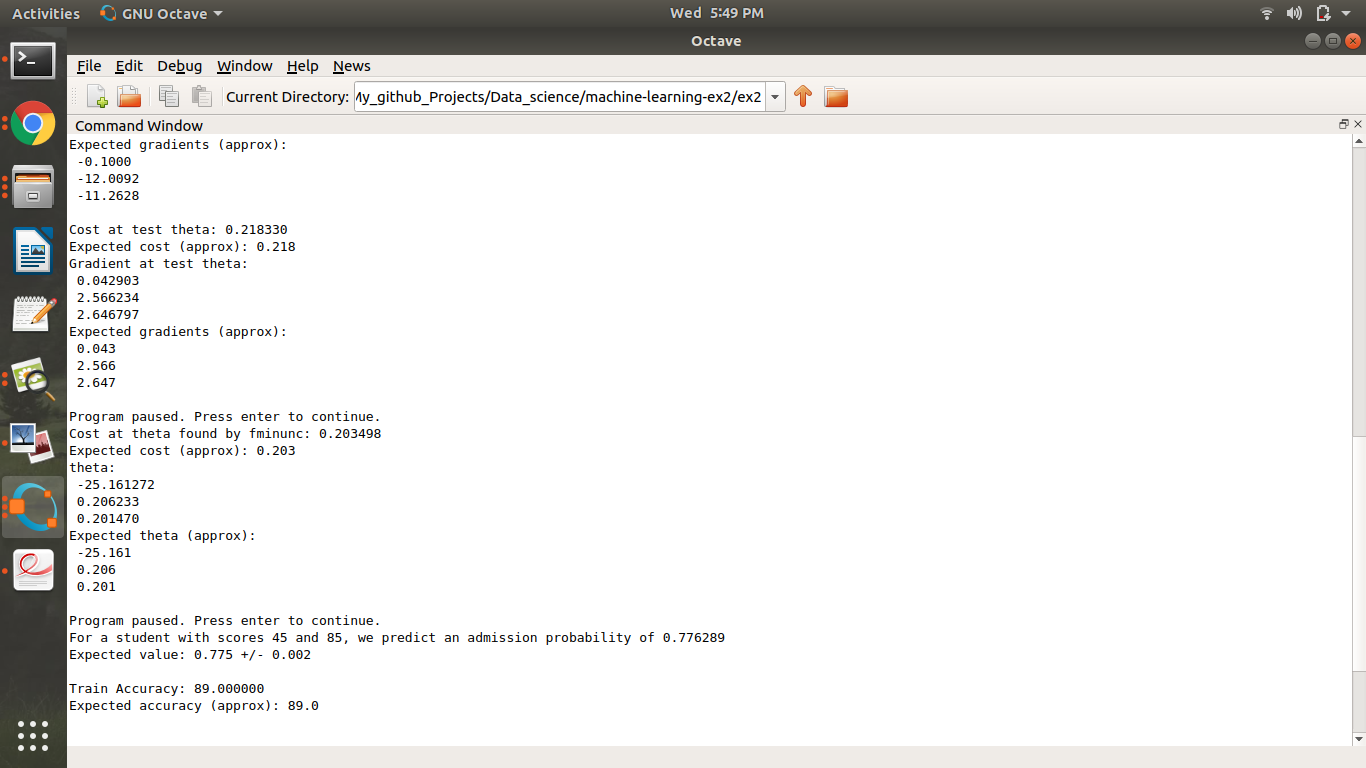 Activities
GNU Octave
Wed 5:49 PM
Octave
File Edit Debug Window Help News
Current Directory: My_github_Projects/Data_science/machine-learning-ex2/ex2
Command Window
Expected gradients (approx):
-0.1000
-12.0092
-11.2628
Cost at test theta: 0.218330
Expected cost (approx): 0.218
Gradient at test theta:
0.042903
2.566234
2.646797
Expected gradients (approx):
0.043
2.566
2.647
Program paused. Press enter to continue.
Cost at theta found by fminunc: 0.203498
Expected cost (approx): 0.203
theta:
-25.161272
0.206233
0.201470
Expected theta (approx):
-25.161
0.206
0.201
Program paused. Press enter to continue.
For a student with scores 45 and 85, we predict an admission probability of 0.776289
Expected value: 0.775 +/- 0.002
Train Accuracy: 89.000000
Expected accuracy (approx): 89.0